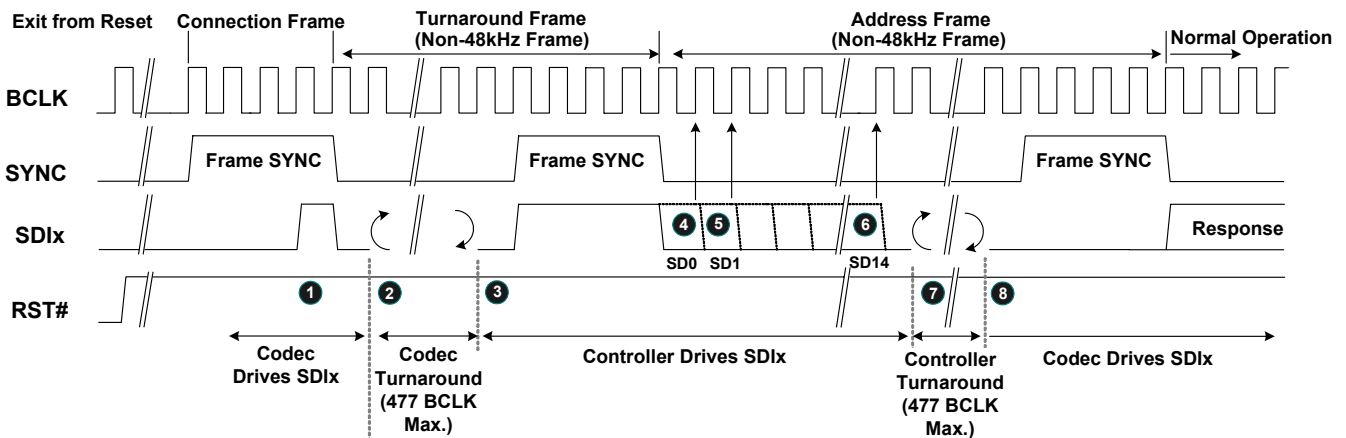 Exit from Reset
Connection Frame
Turnaround Frame
(Non-48kHz Frame)
Address Frame
(Non-48kHz Frame)
Normal Operation
BCLK
SYNC
Frame SYNC
Frame SYNC
Frame SYNC
SDIx
4
5
6
Response
SD0
SD1
SD14
RST#
1
2
3
7
8
Codec
Drives SDIx
Codec
Turnaround
(477 BCLK
Max.)
Controller Drives SDIx
Controller
Turnaround
(477 BCLK
Max.)
Codec Drives SDIx